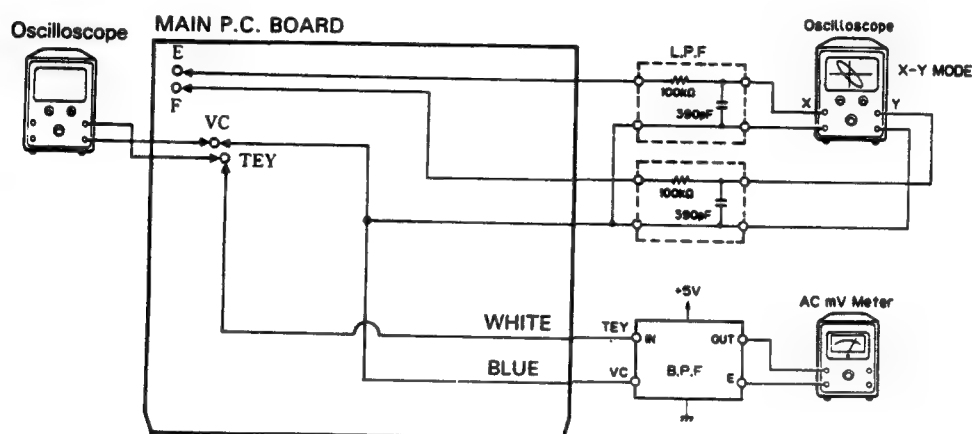 Oscilloscope
MAIN P.C. BOARD
E
F
VC
TEY
L.P.F
100kΩ
390pF
100kΩ
390pF
Oscilloscope
X-Y MODE
X
Y
WHITE
BLUE
+5V
TEY
IN
OUT
VC
B.P.F
E
AC mV Meter